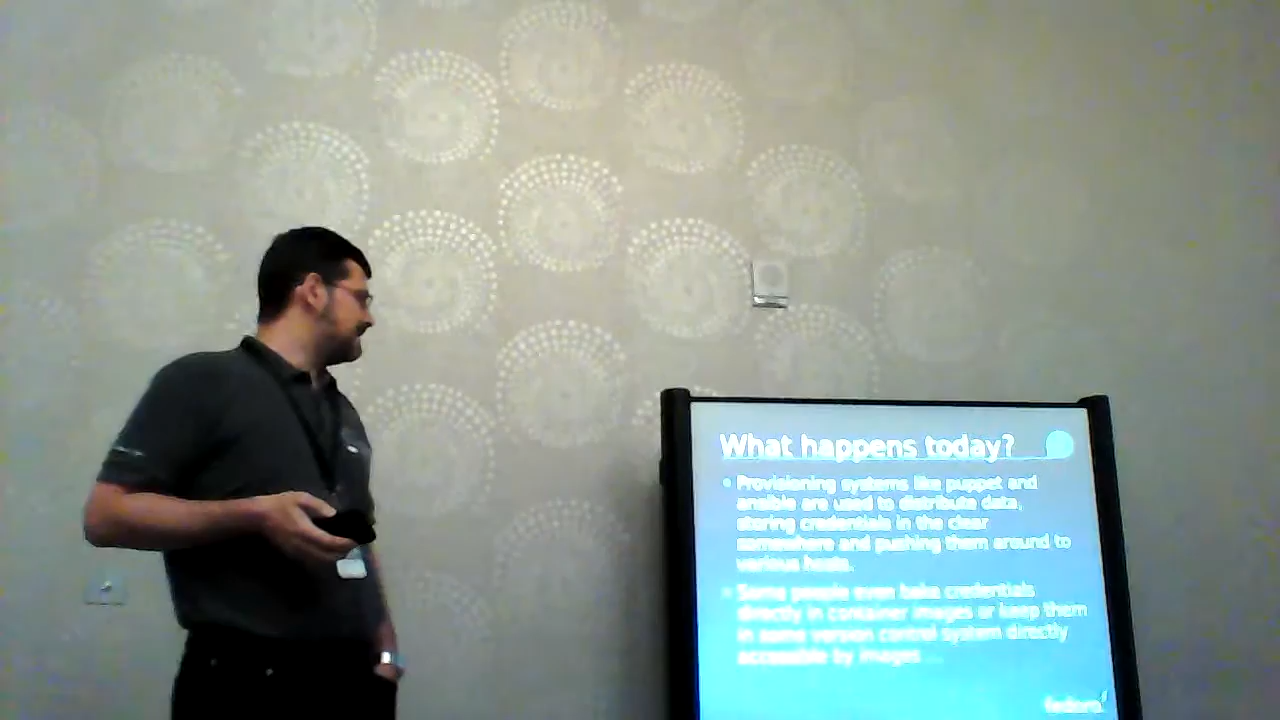 What happens today?
Provisioning systems like puppet and
ansible are used to distribute data,
storing credentials in the clear
somewhere and pushing them around to
various hosts.
Some people even bake credentials
directly in container images or keep them
in some version control system directly
accessible by images...
fedora